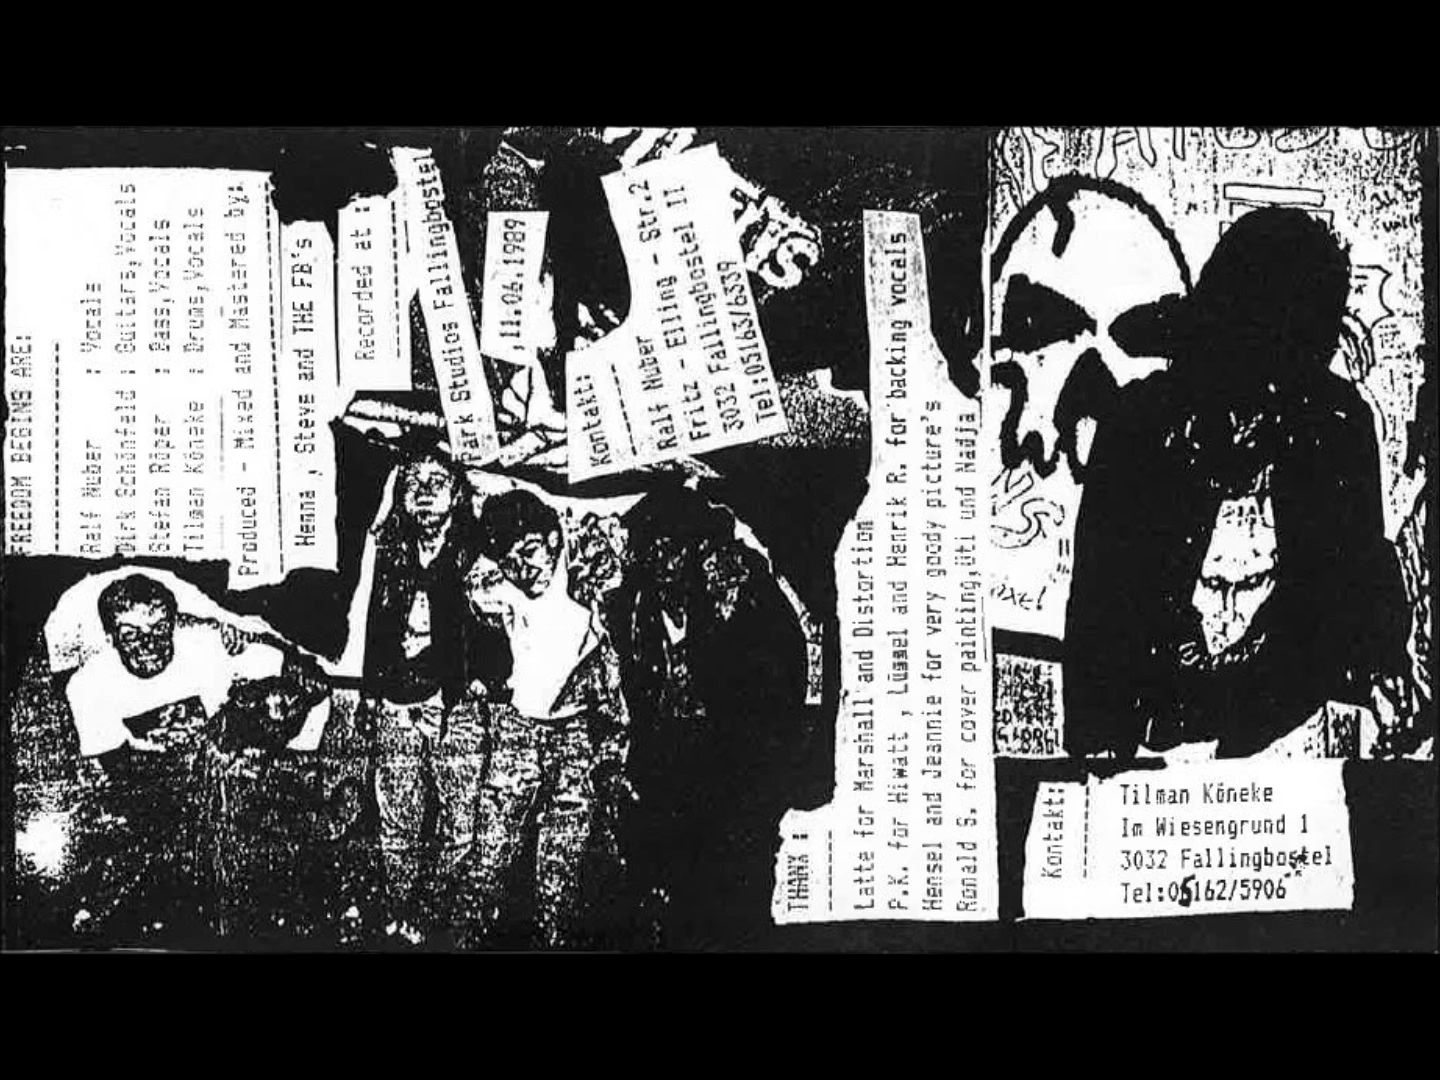 FREEDOM BEGINS ARE:
Ralf Nuber : Vocals
Dirk Schönfeld : Guitars,Vocals
Stefan Röper : Bass,Vocals
Tilman Köneke : Drums,Vocals
Produced - Mixed and Mastered by:
Henna , Steve and THE FB's
Recorded at :
Park Studios Fallingbostel
,11.06.1989
Kontakt:
Ralf Nuber
Fritz - Elling - Str.2
3032 Fallingbostel 11
Tel:05163/6339
THANX :
Latte for Marshall and Distortion
P.K. for Hiwatt , Lüssel and Henrik R. for backing vocals
Hensel and Jeannie for very goody picture's
Ronald S. for cover painting,Uti und Nadja
Kontakt:
Tilman Köneke
Im Wiesengrund 1
3032 Fallingbostel
Tel:05162/5906